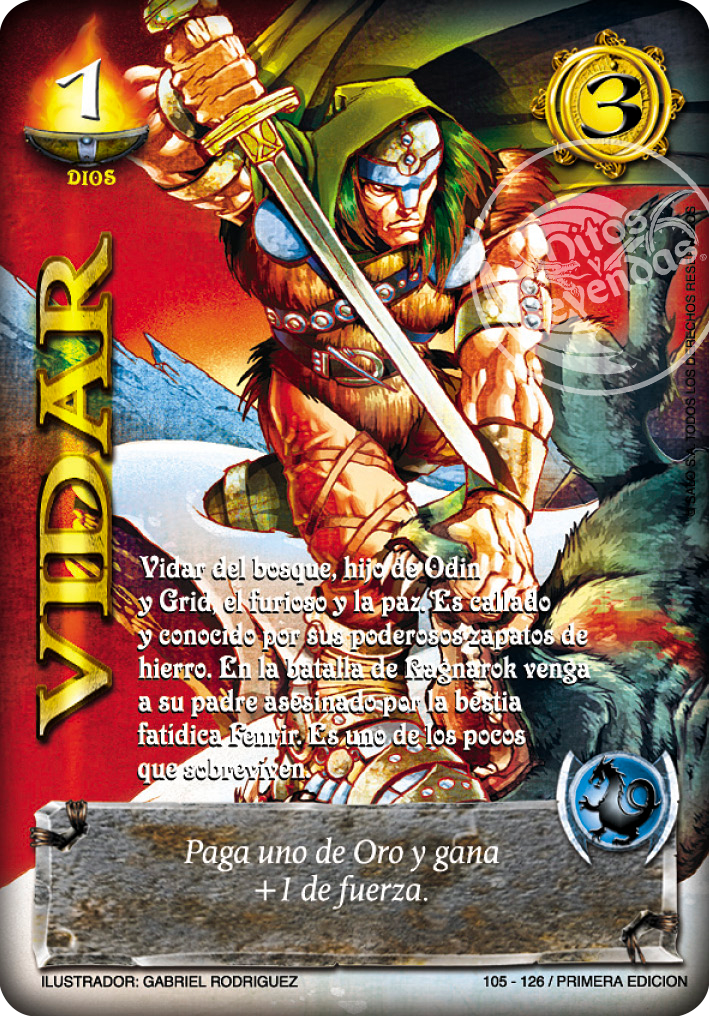 1
DIOS
3
Mitos
y
Leyendas
VIDAR
Vidar del bosque, hijo de Odin
y Grid, el furioso y la paz. Es callado
y conocido por sus poderosos zapatos de
hierro. En la batalla de Ragnarok venga
a su padre asesinado por la bestia
fatídica Fenrir. Es uno de los pocos
que sobreviven.
Paga uno de Oro y gana
+1 de fuerza.
ILUSTRADOR: GABRIEL RODRIGUEZ
105 - 126 / PRIMERA EDICION
TODOS LOS DERECHOS RESERVADOS